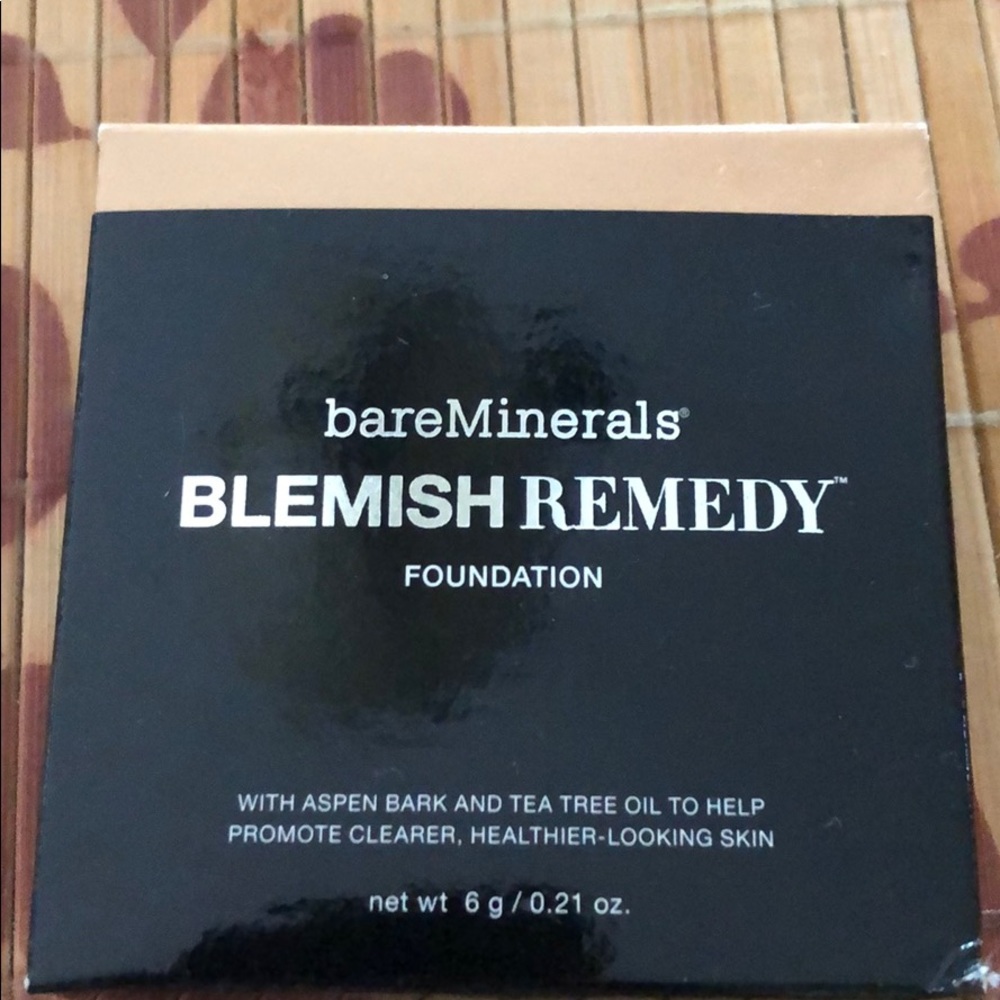 bareMinerals®
BLEMISH REMEDY™
FOUNDATION
WITH ASPEN BARK AND TEA TREE OIL TO HELP
PROMOTE CLEARER, HEALTHIER-LOOKING SKIN
net wt 6 g / 0.21 oz.